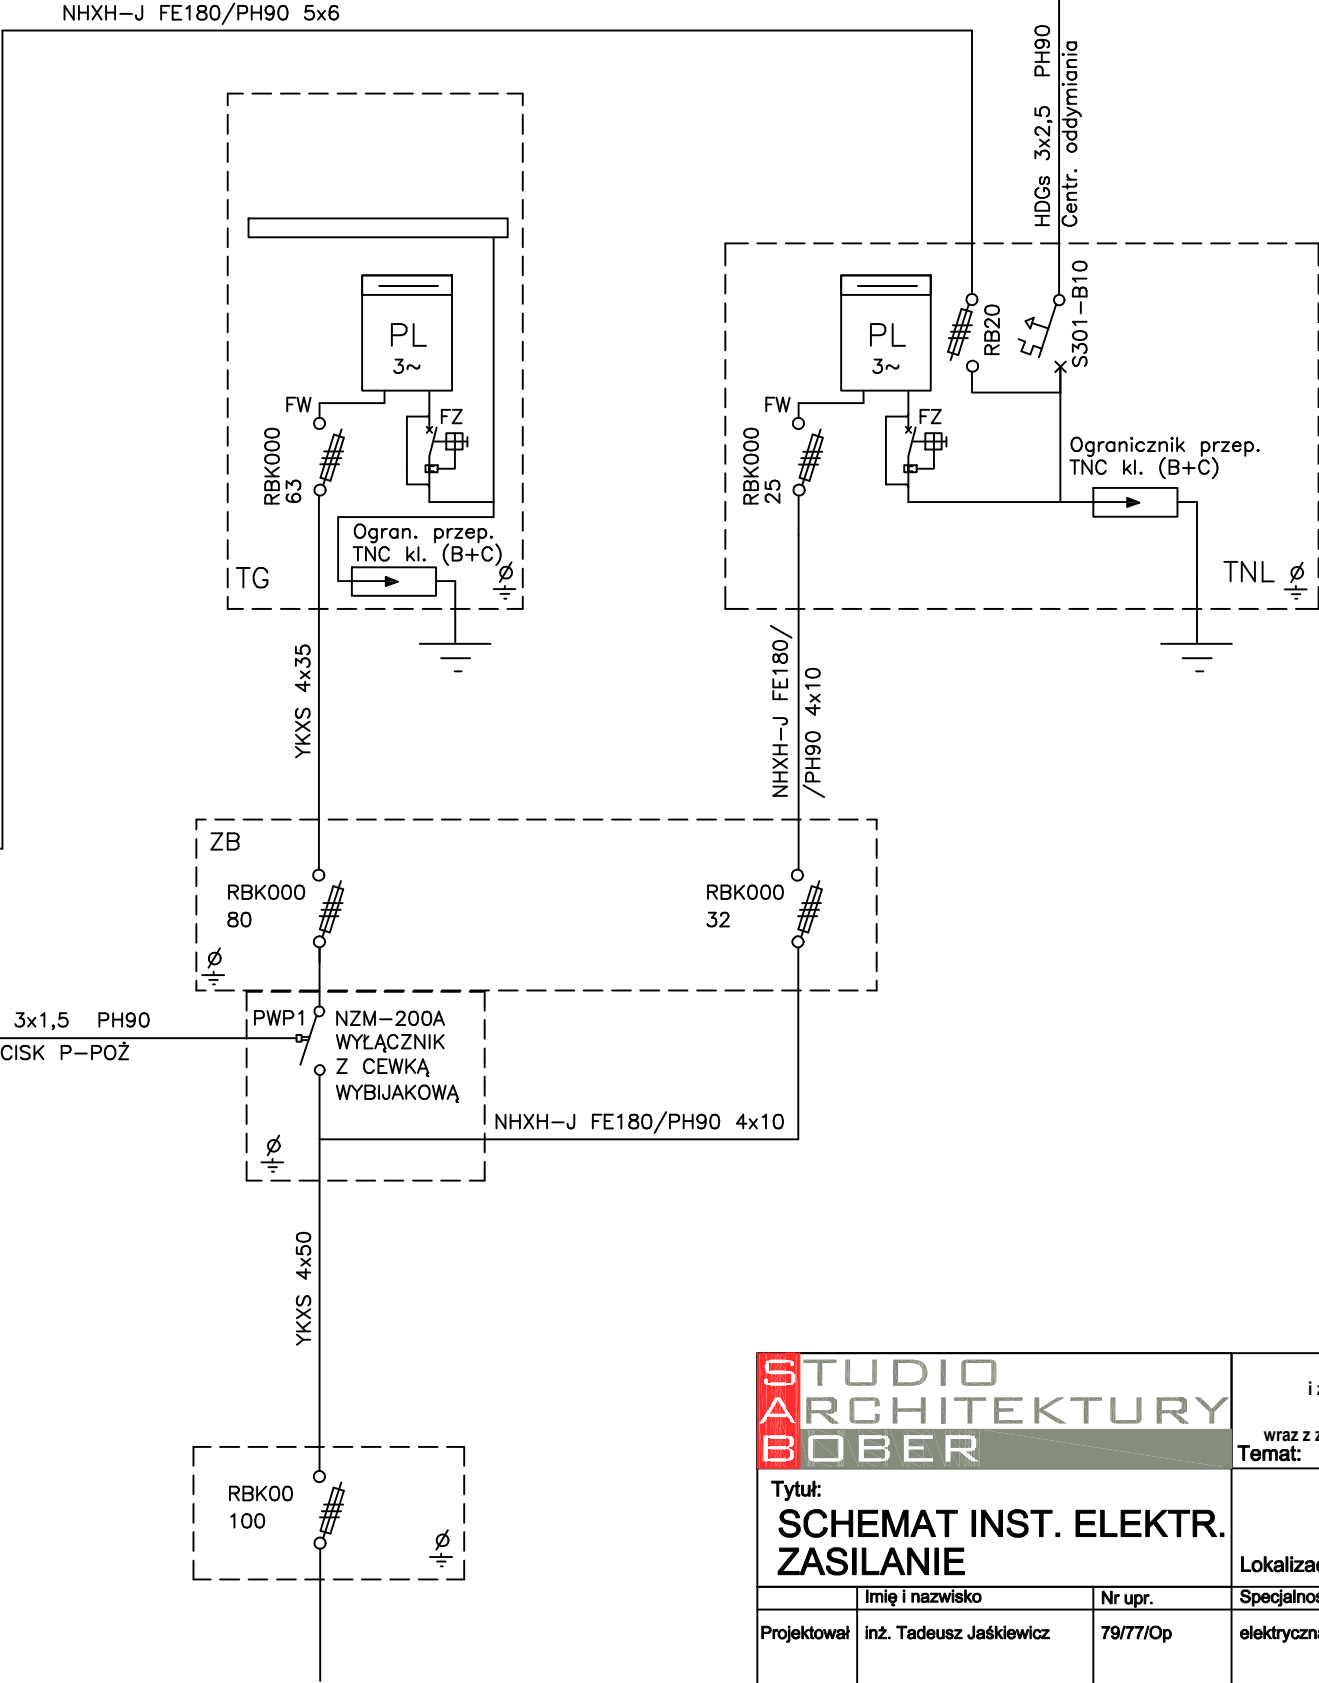 NHXH-J FE180/PH90 5x6
HDGs 3x2,5 PH90
Centr. oddymiania
PL
3~
FW
FZ
RBK000
63
Ogran. przep.
TNC kl. (B+C)
TG
PL
3~
RB20
S301-B10
FW
FZ
RBK000
25
Ogranicznik przep.
TNC kl. (B+C)
TNL
YKXS 4x35
NHXH-J FE180/
/PH90 4x10
ZB
RBK000
80
RBK000
32
3x1,5 PH90
CISK P-POŻ
PWP1
NZM-200A
WYŁĄCZNIK
Z CEWKĄ
WYBIJAKOWĄ
NHXH-J FE180/PH90 4x10
YKXS 4x50
RBK00
100
STUDIO
ARCHITEKTURY
BOBER
i z
wraz z z
Temat:
Tytuł:
SCHEMAT INST. ELEKTR.
ZASILANIE
Lokalizac
Imię i nazwisko
Nr upr.
Specjalnoś
Projektował
inż. Tadeusz Jaśkiewicz
79/77/Op
elektryczna